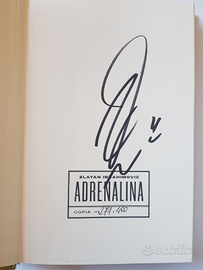 ZLATAN IBRAHIMOVIĆ
ADRENALINA
COPIA N.
subito